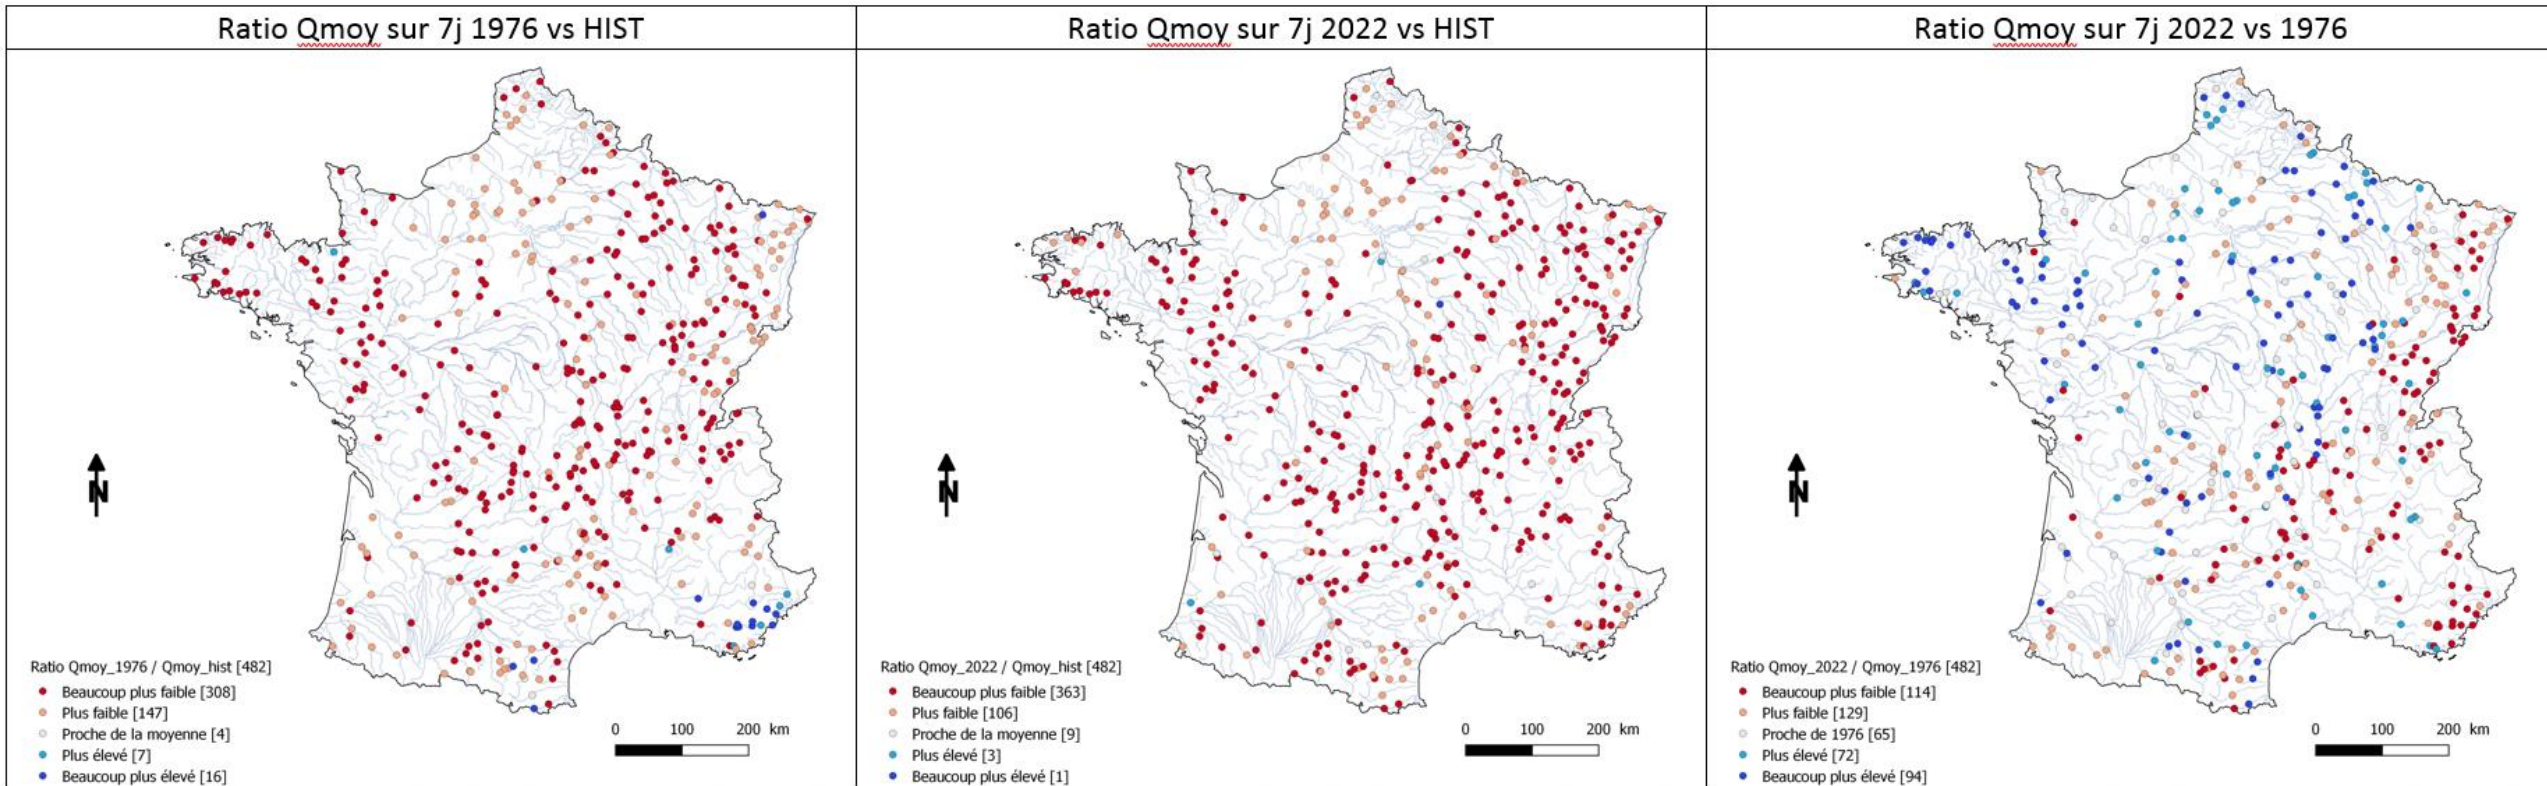 Ratio Qmoy sur 7j 1976 vs HIST
Ratio Qmoy sur 7j 2022 vs HIST
Ratio Qmoy sur 7j 2022 vs 1976
N
Ratio Qmoy_1976 / Qmoy_hist [482]
Beaucoup plus faible [308]
Plus faible [147]
Proche de la moyenne [4]
Plus élevé [7]
Beaucoup plus élevé [16]
0 100 200 km
N
Ratio Qmoy_2022 / Qmoy_hist [482]
Beaucoup plus faible [363]
Plus faible [106]
Proche de la moyenne [9]
Plus élevé [3]
Beaucoup plus élevé [1]
0 100 200 km
N
Ratio Qmoy_2022 / Qmoy_1976 [482]
Beaucoup plus faible [114]
Plus faible [129]
Proche de 1976 [65]
Plus élevé [72]
Beaucoup plus élevé [94]
0 100 200 km